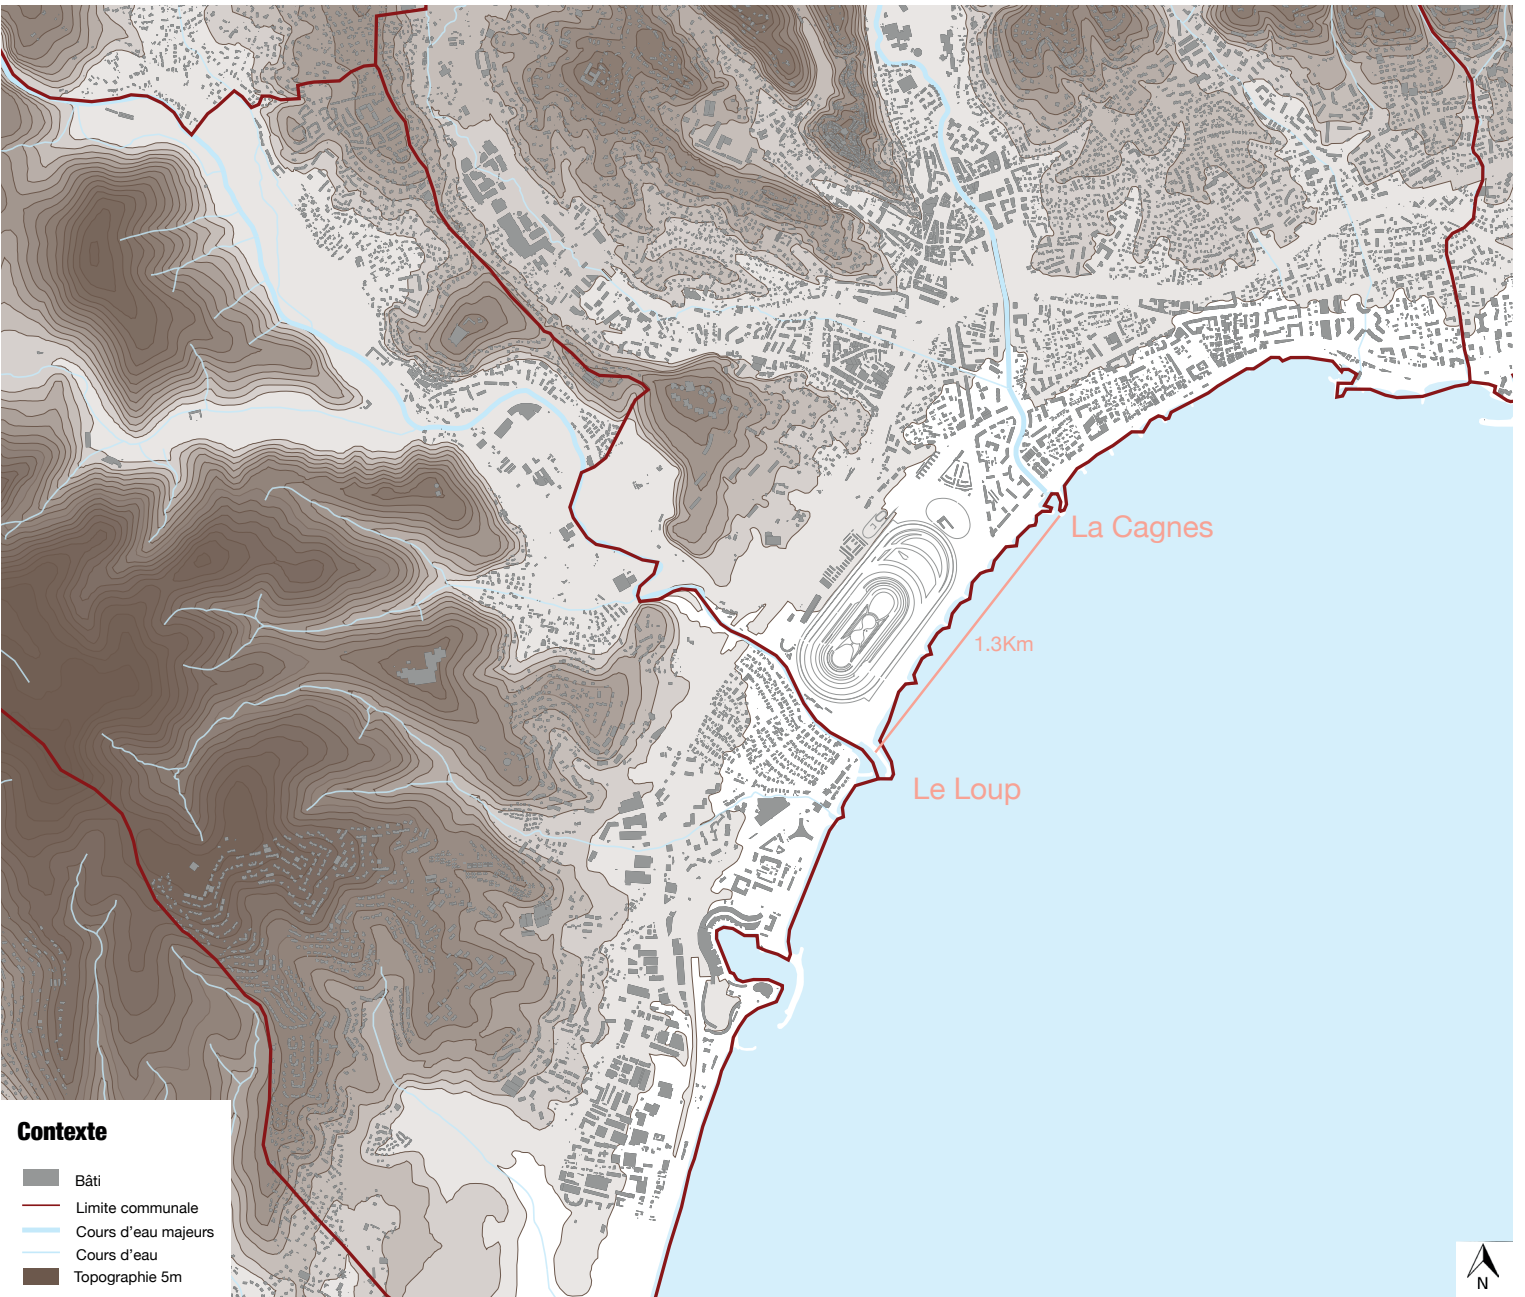 La Cagnes
1.3Km
Le Loup
Contexte
Bâti
Limite communale
Cours d'eau majeurs
Cours d'eau
Topographie 5m
N